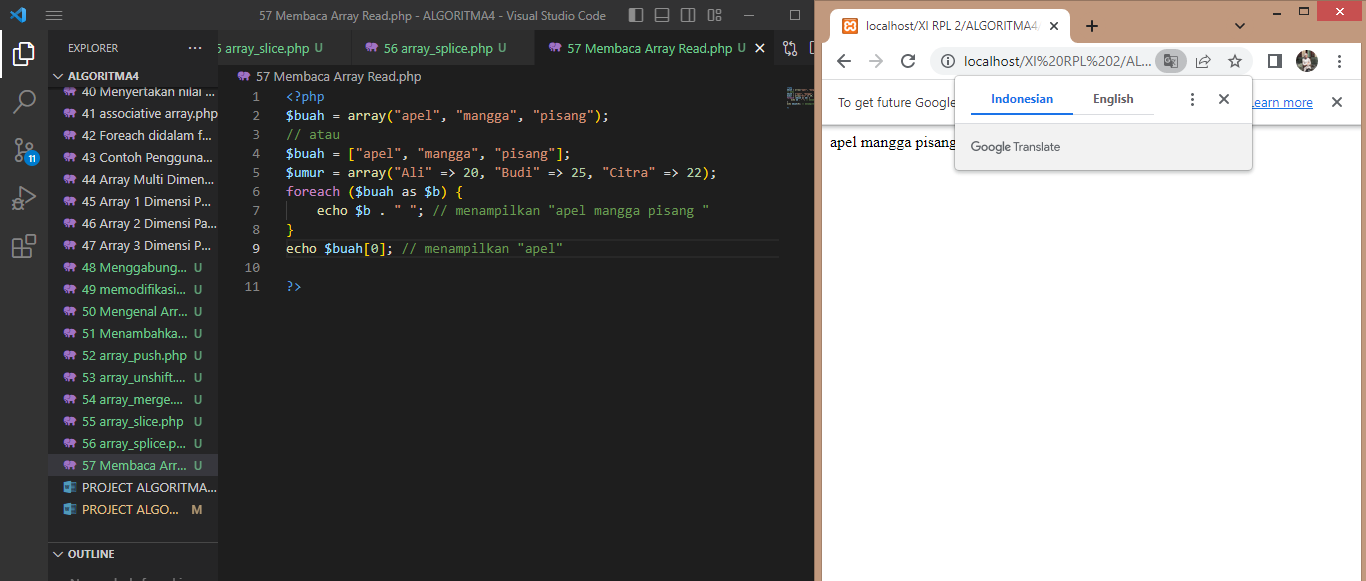 57 Membaca Array Read.php - ALGORITMA4 - Visual Studio Code
EXPLORER
ALGORITMA4
40 Menyertakan nilai ...
41 associative array.php
42 Foreach didalam f...
43 Contoh Pengguna...
44 Array Multi Dimen...
45 Array 1 Dimensi P...
46 Array 2 Dimensi Pa...
47 Array 3 Dimensi P...
48 Menggabung... U
49 memodifikasi... U
50 Mengenal Arr... U
51 Menambahka... U
52 array_push.php U
53 array_unshift.... U
54 array_merge.... U
55 array_slice.php U
56 array_splice.p... U
57 Membaca Arr... U
PROJECT ALGORITMA...
PROJECT ALGO... M
OUTLINE
11
array_slice.php U
56 array_splice.php U
57 Membaca Array Read.php U
57 Membaca Array Read.php
1 <?php
2 $buah = array("apel", "mangga", "pisang");
3 // atau
4 $buah = ["apel", "mangga", "pisang"];
5 $umur = array("Ali" => 20, "Budi" => 25, "Citra" => 22);
6 foreach ($buah as $b) {
7 echo $b . " "; // menampilkan "apel mangga pisang "
8 }
9 echo $buah[0]; // menampilkan "apel"
10
11 ?>
localhost/XI RPL 2/ALGORITMA4/
localhost/XI%20RPL%202/AL...
To get future Google
Learn more
Indonesian English
Google Translate
apel mangga pisang